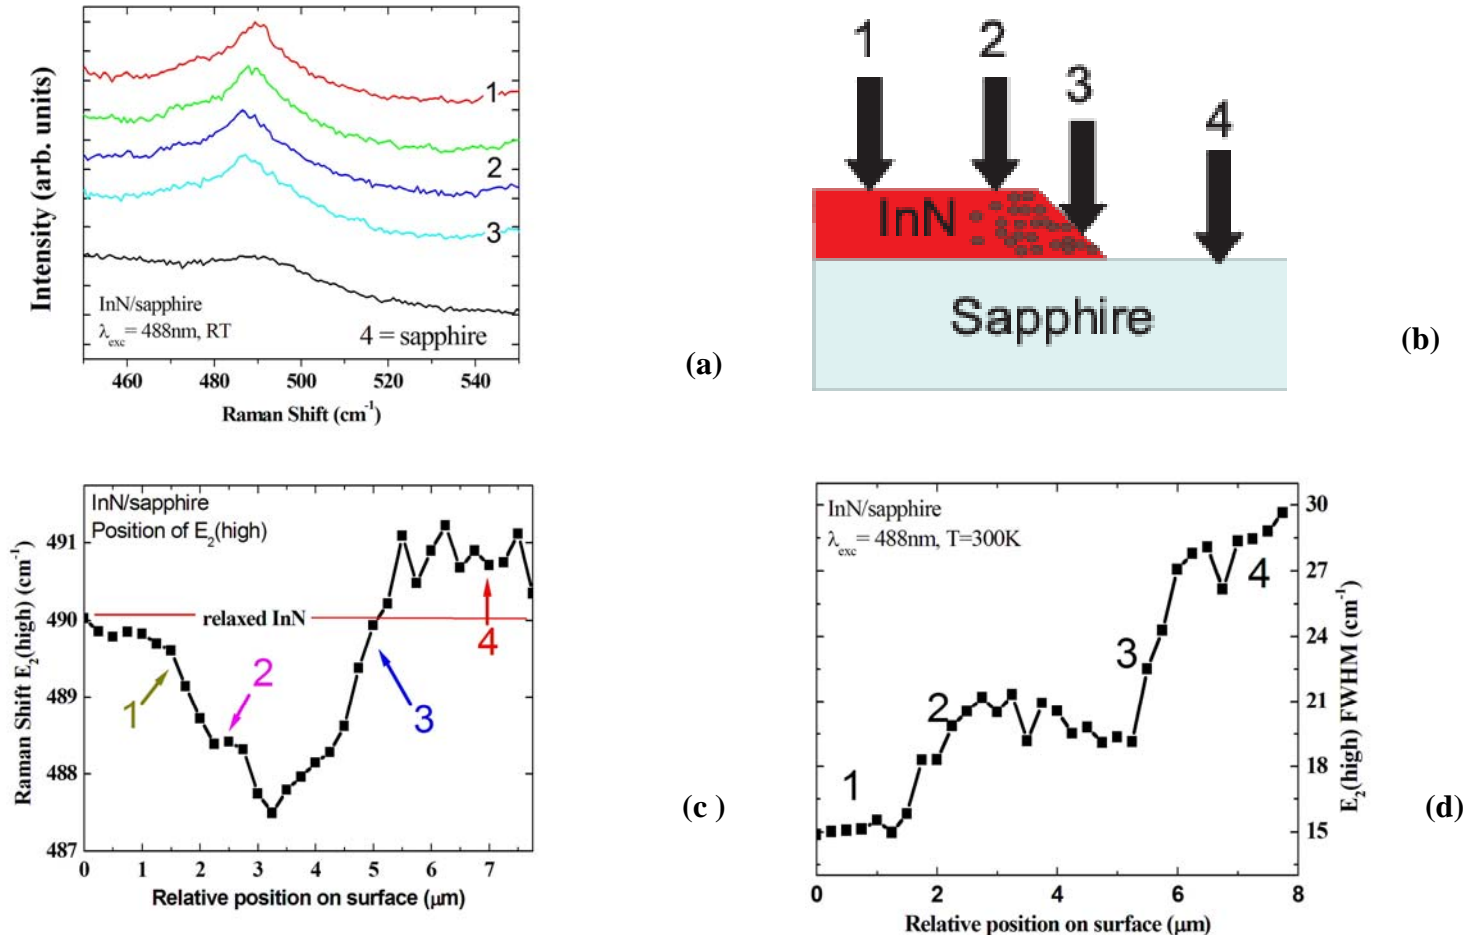 Intensity (arb. units)
1
2
3
InN/sapphire
λexc = 488nm, RT
4 = sapphire
460 480 500 520 540
Raman Shift (cm-1)
(a)
1 2 3 4
InN
Sapphire
(b)
InN/sapphire
Position of E2(high)
Raman Shift E2(high) (cm-1)
491
490
489
488
487
relaxed InN
1
2
3
4
0 1 2 3 4 5 6 7
Relative position on surface (μm)
(c )
InN/sapphire
λexc = 488nm, T=300K
1
2
3
4
30
27
24
21
18
15
E2(high) FWHM (cm-1)
0 2 4 6 8
Relative position on surface (μm)
(d)